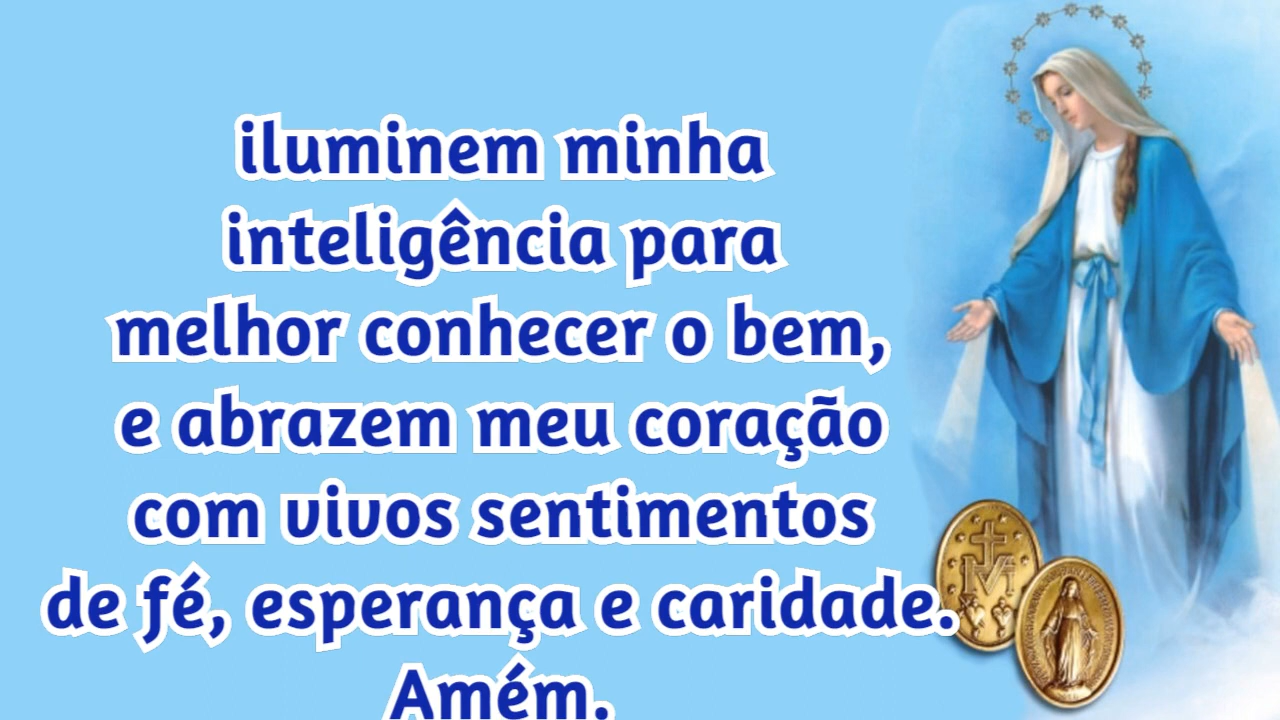 iluminem minha
inteligência para
melhor conhecer o bem,
e abrazem meu coração
com vivos sentimentos
de fé, esperança e caridade.
Amém.